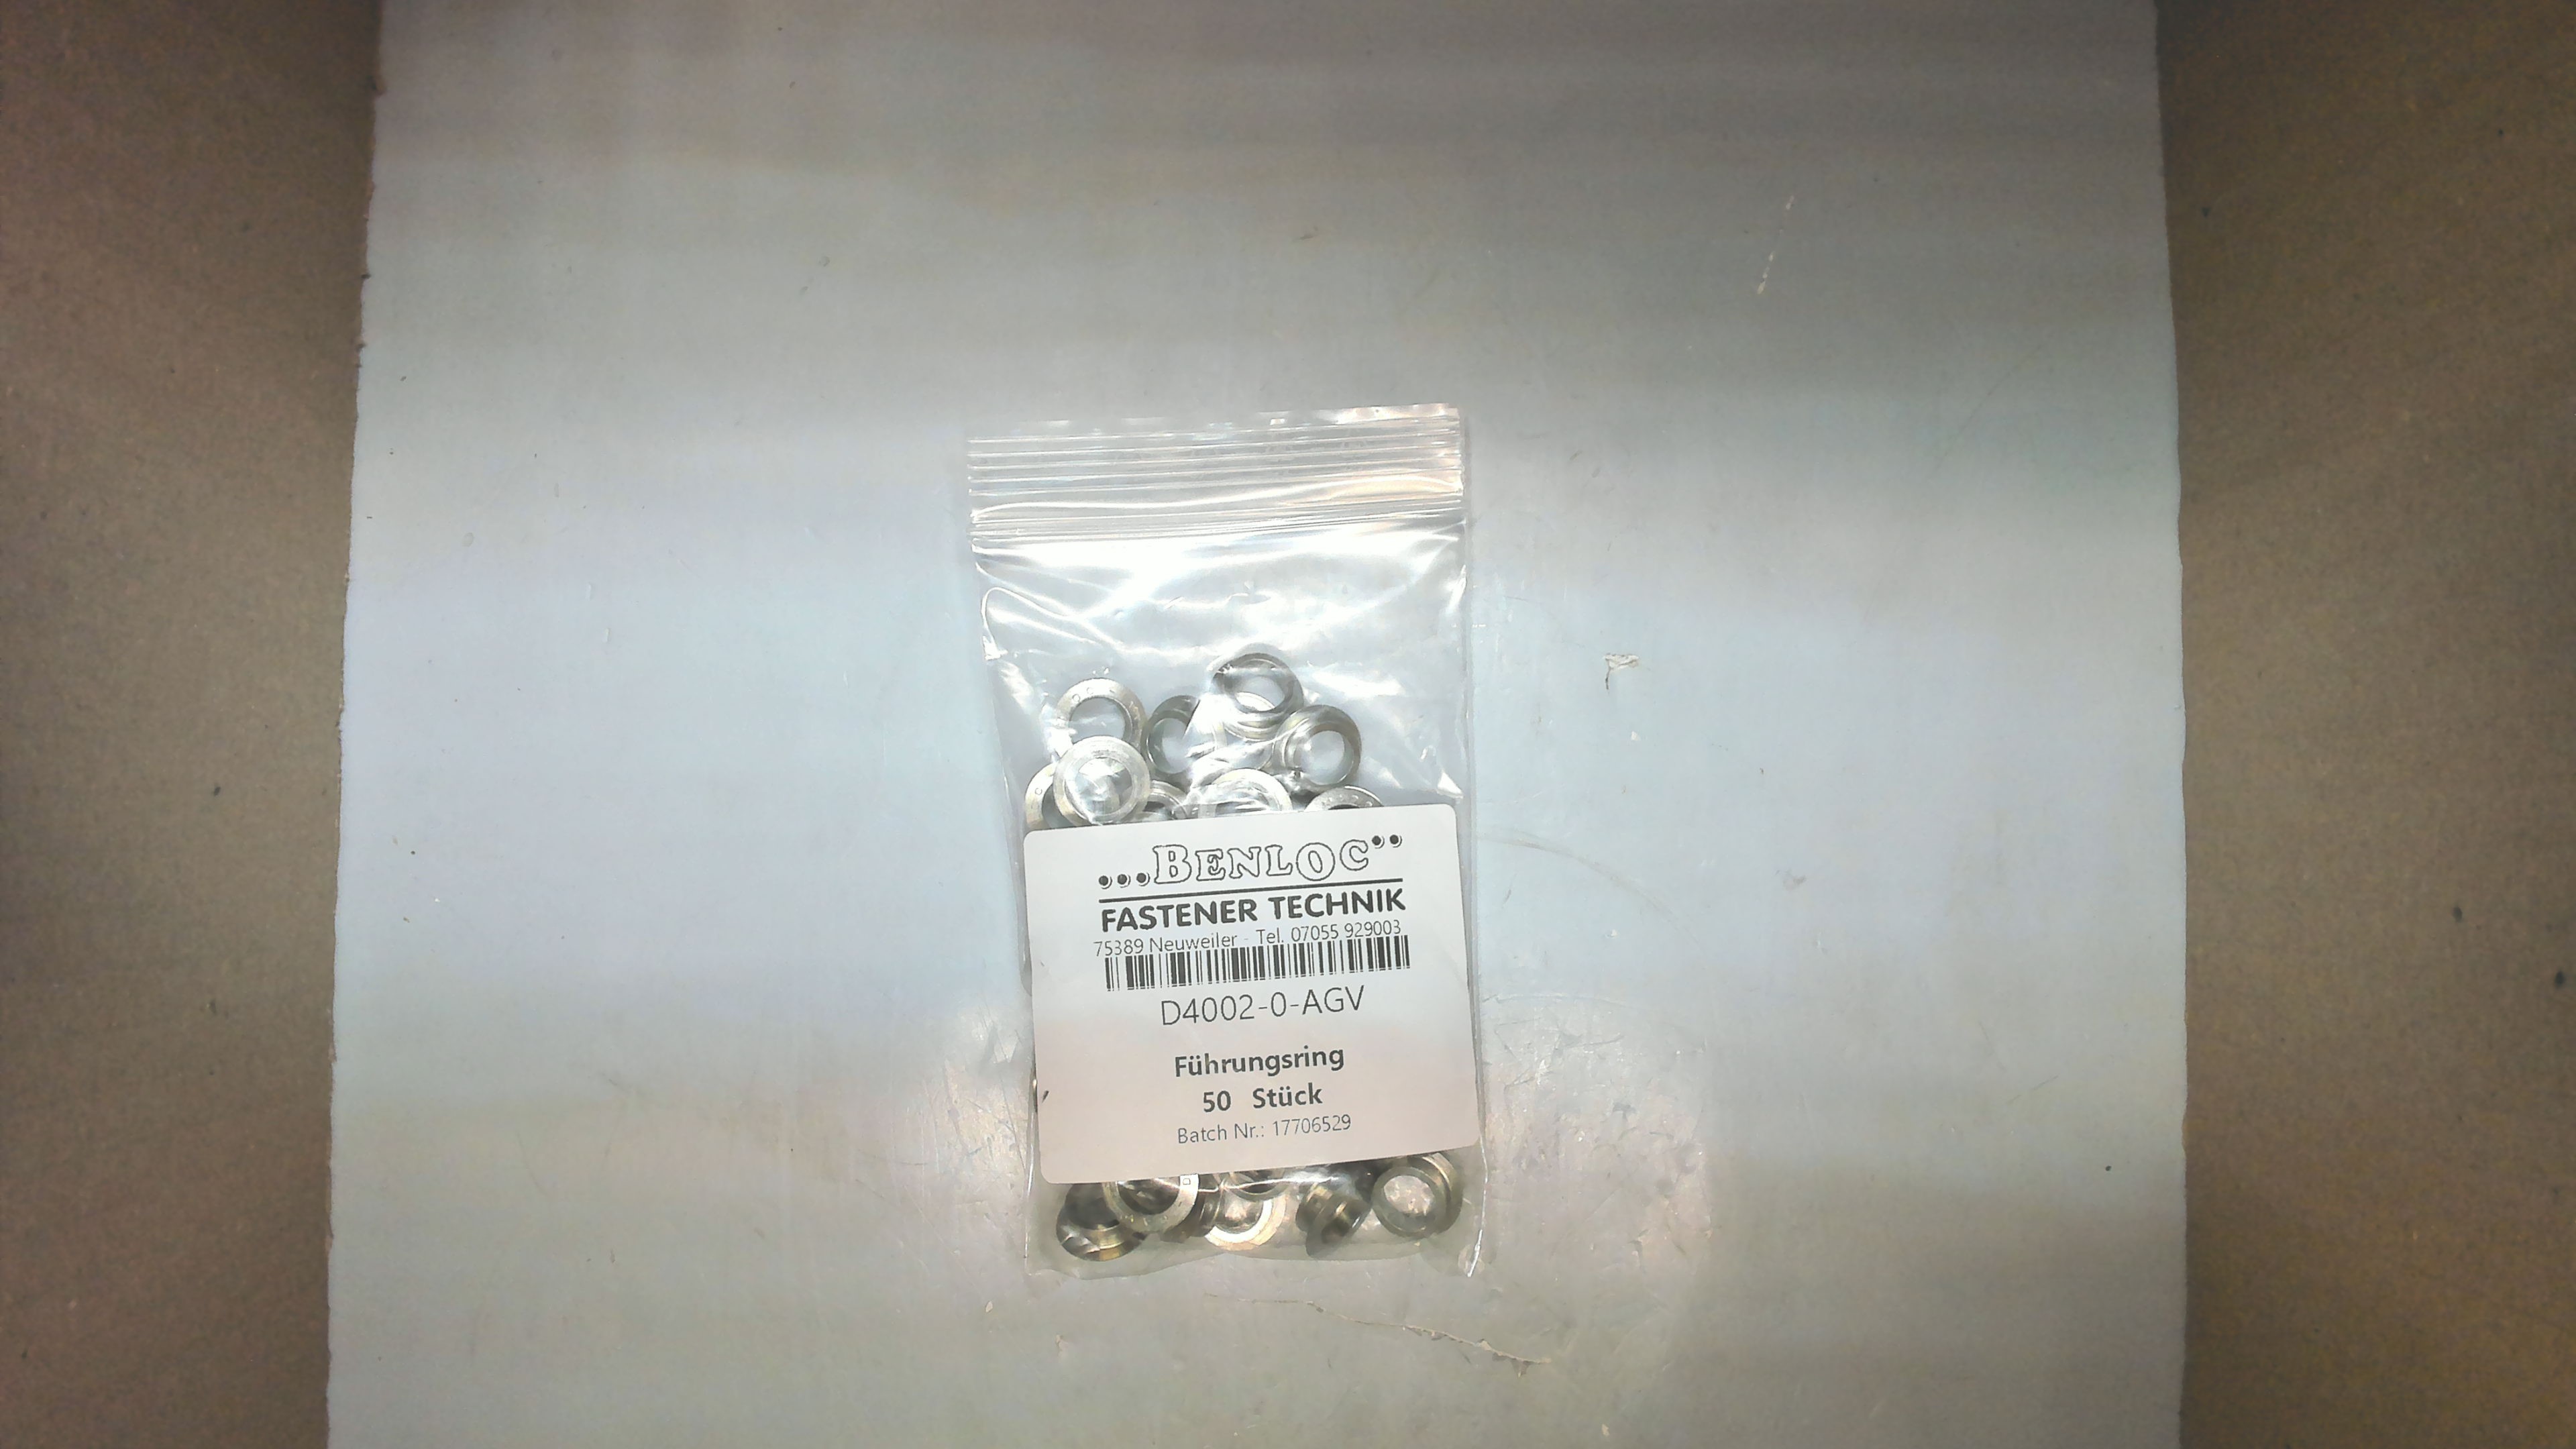 ...BENLOC..
FASTENER TECHNIK
75389 Neuweiler - Tel. 07055 929003
D4002-0-AGV
Führungsring
50 Stück
Batch Nr.: 17706529